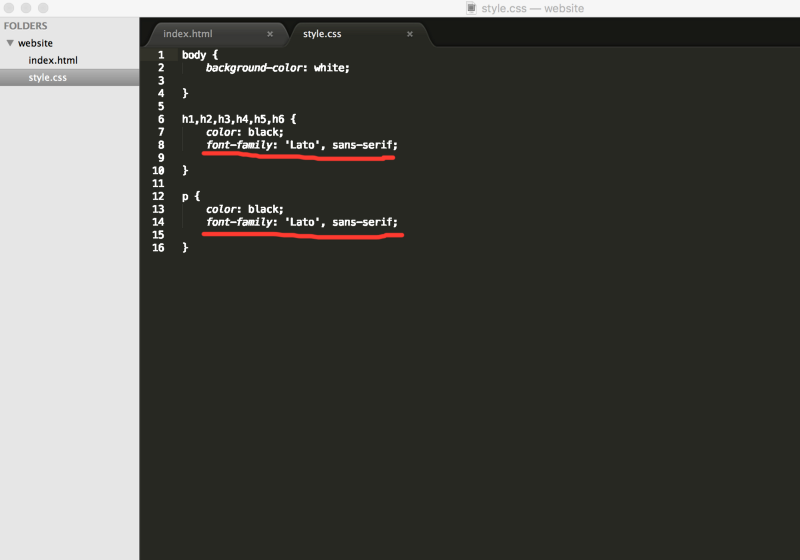 style.css — website
FOLDERS
website
index.html
style.css
index.html ×
style.css ×
1 body {
2 background-color: white;
3
4 }
5
6 h1,h2,h3,h4,h5,h6 {
7 color: black;
8 font-family: 'Lato', sans-serif;
9
10 }
11
12 p {
13 color: black;
14 font-family: 'Lato', sans-serif;
15
16 }